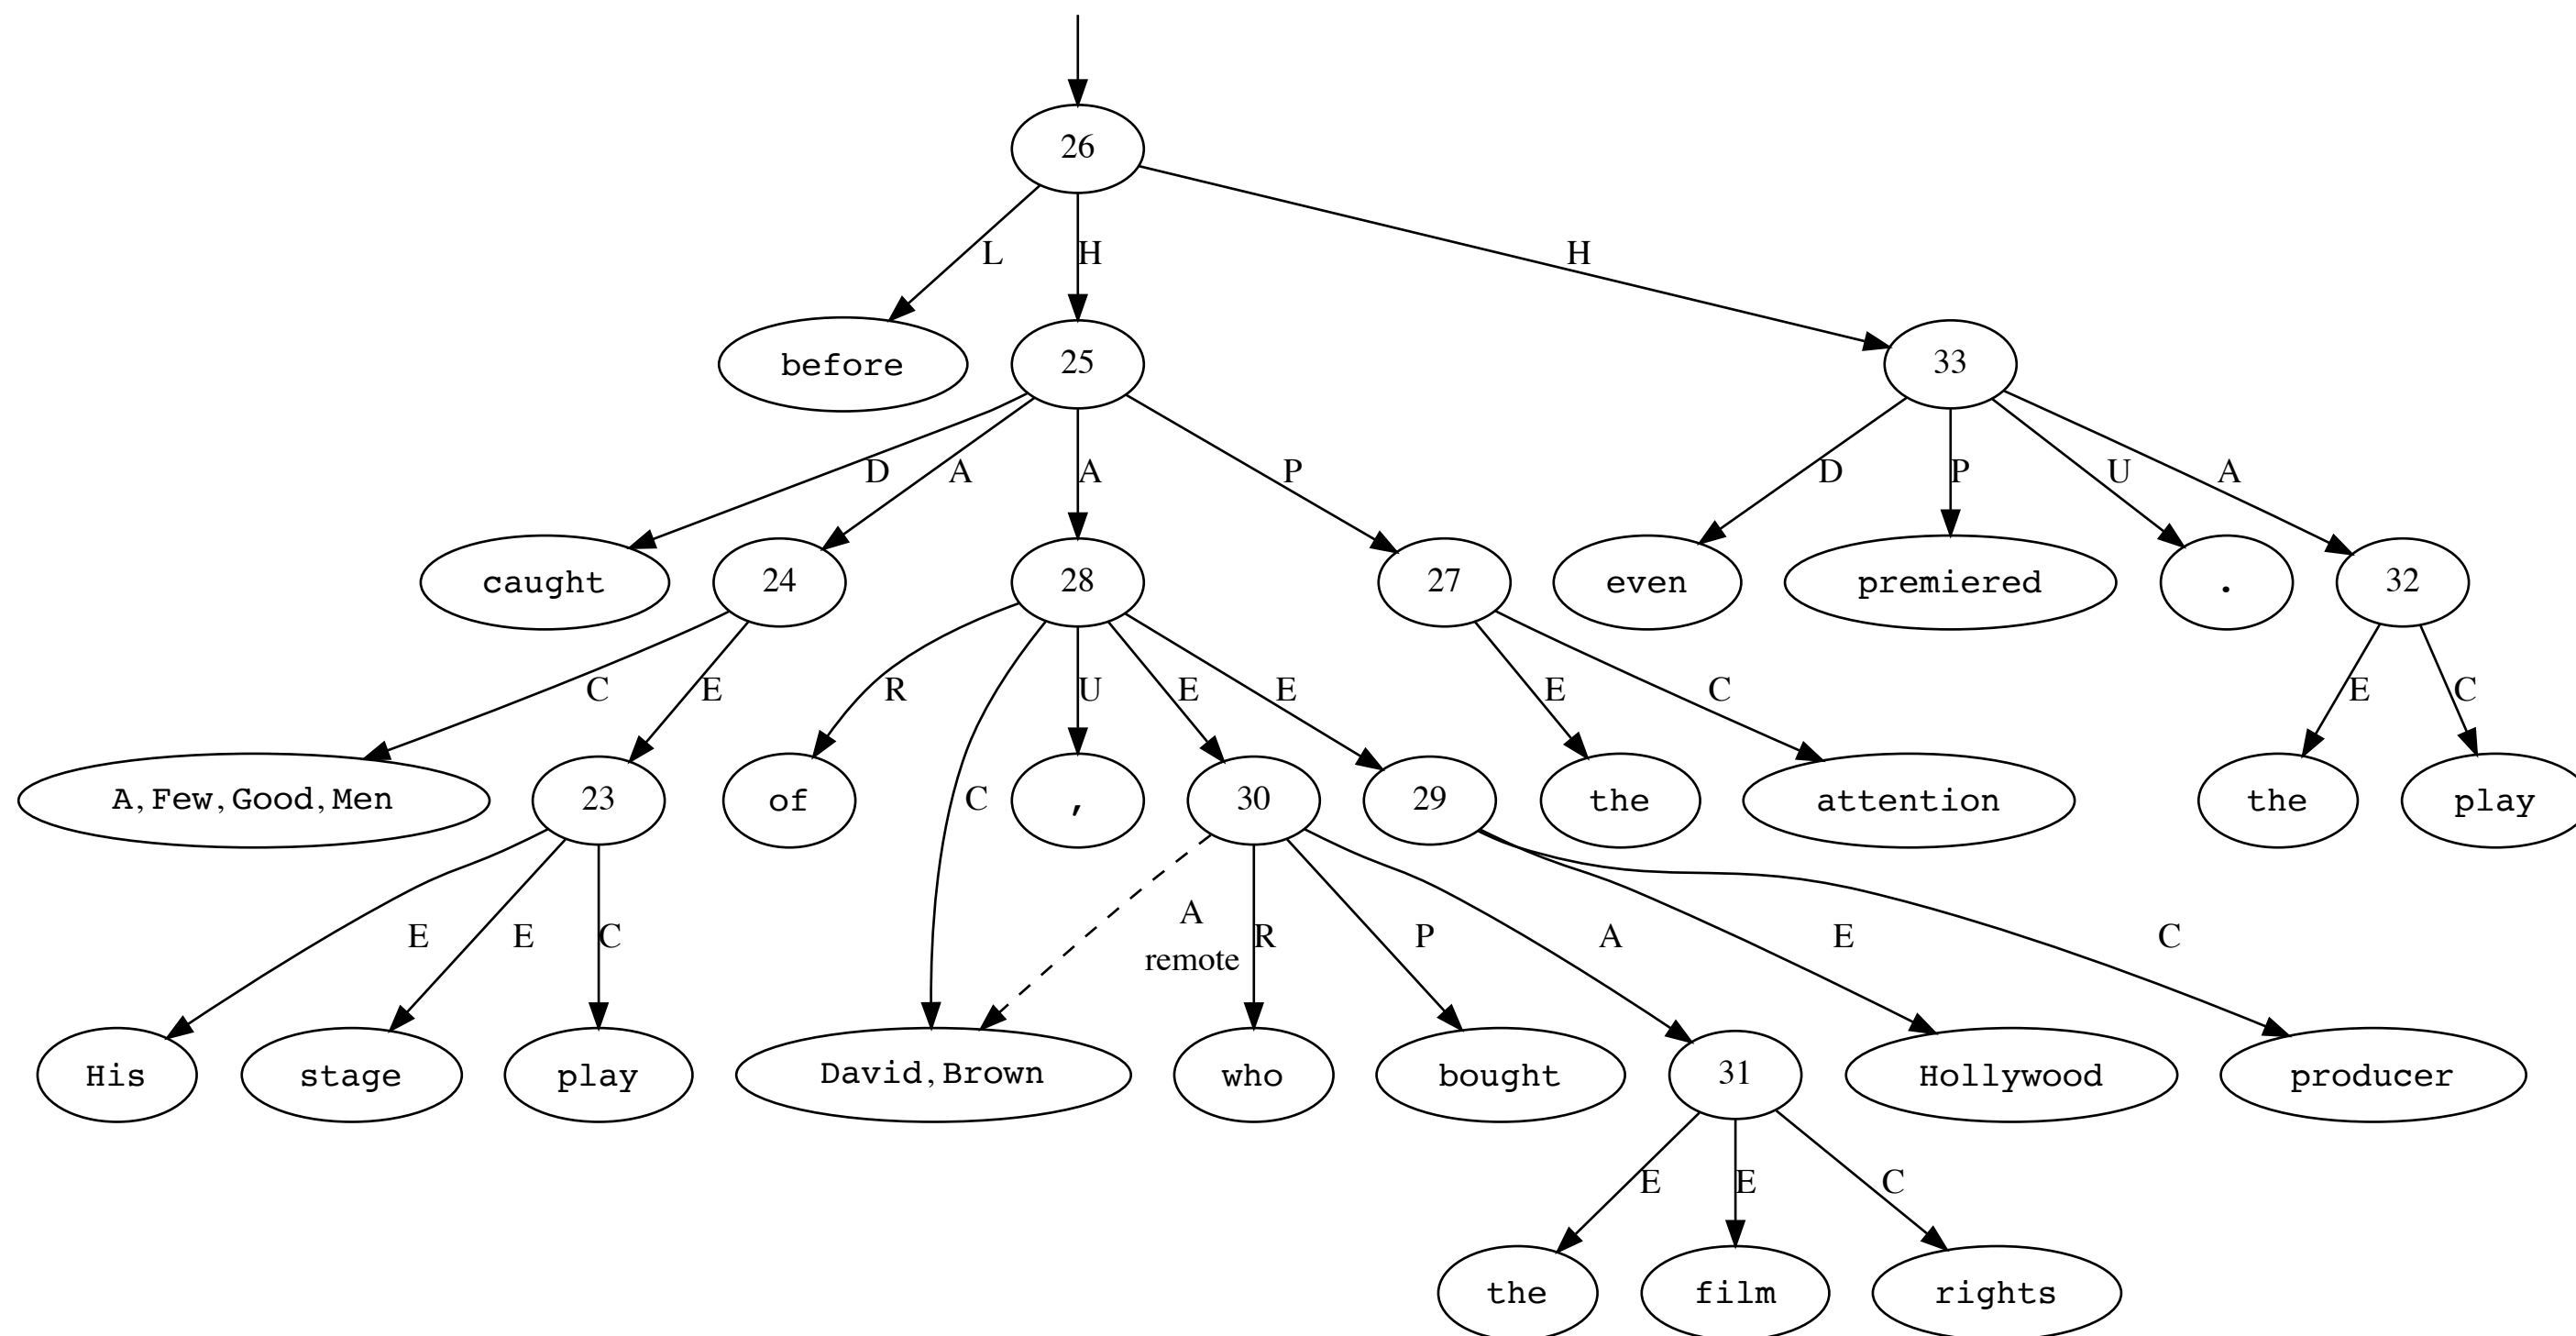 26
L H H
before 25 33
D A A P D P U A
caught 24 28 27 even premiered . 32
C E R U E E E C E C
A, Few, Good, Men 23 of C , 30 29 the attention the play
A
E E C remote R P A E C
His stage play David, Brown who bought 31 Hollywood producer
E E C
the film rights